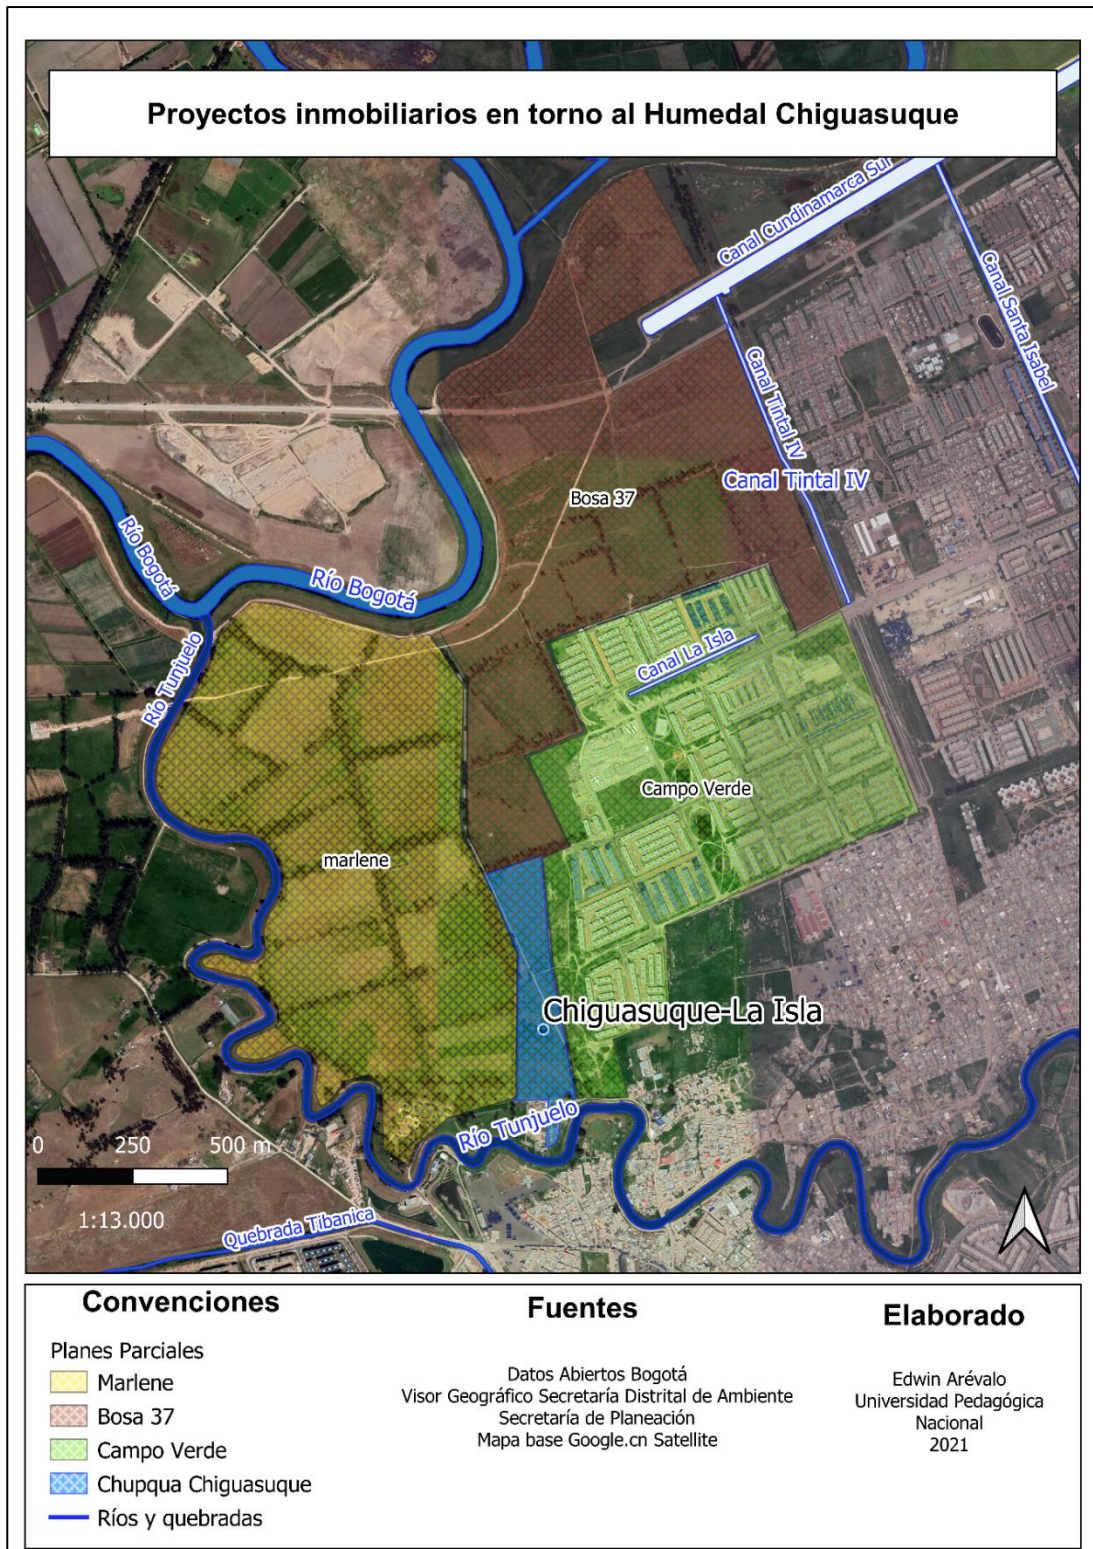 Proyectos inmobiliarios en torno al Humedal Chiguasuque
Canal Cundinamarca Sur
Canal Santa Isabel
Canal Tintal IV
Canal Tintal IV
Bosa 37
Río Bogotá
Río Bogotá
Río Tunjuelo
Canal La Isla
Campo Verde
marlene
Chiguasuque-La Isla
Río Tunjuelo
0 250 500 m
1:13.000
Quebrada Tibanica
Convenciones
Planes Parciales
Marlene
Bosa 37
Campo Verde
Chupqua Chiguasuque
Ríos y quebradas
Fuentes
Datos Abiertos Bogotá
Visor Geográfico Secretaría Distrital de Ambiente
Secretaría de Planeación
Mapa base Google.cn Satellite
Elaborado
Edwin Arévalo
Universidad Pedagógica
Nacional
2021